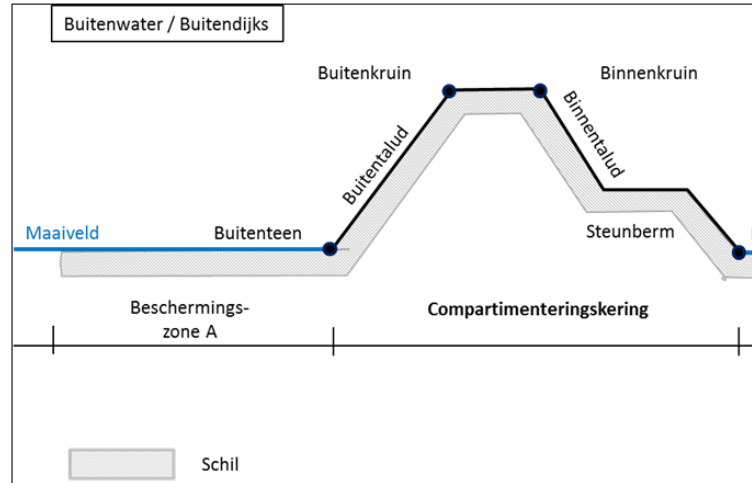 Buitenwater / Buitendijks
Buitenkruin
Binnenkruin
Buitentalud
Binnentalud
Maaiveld
Buitenteen
Steunberm
Beschermings-
zone A
Compartimenteringskering
Schil